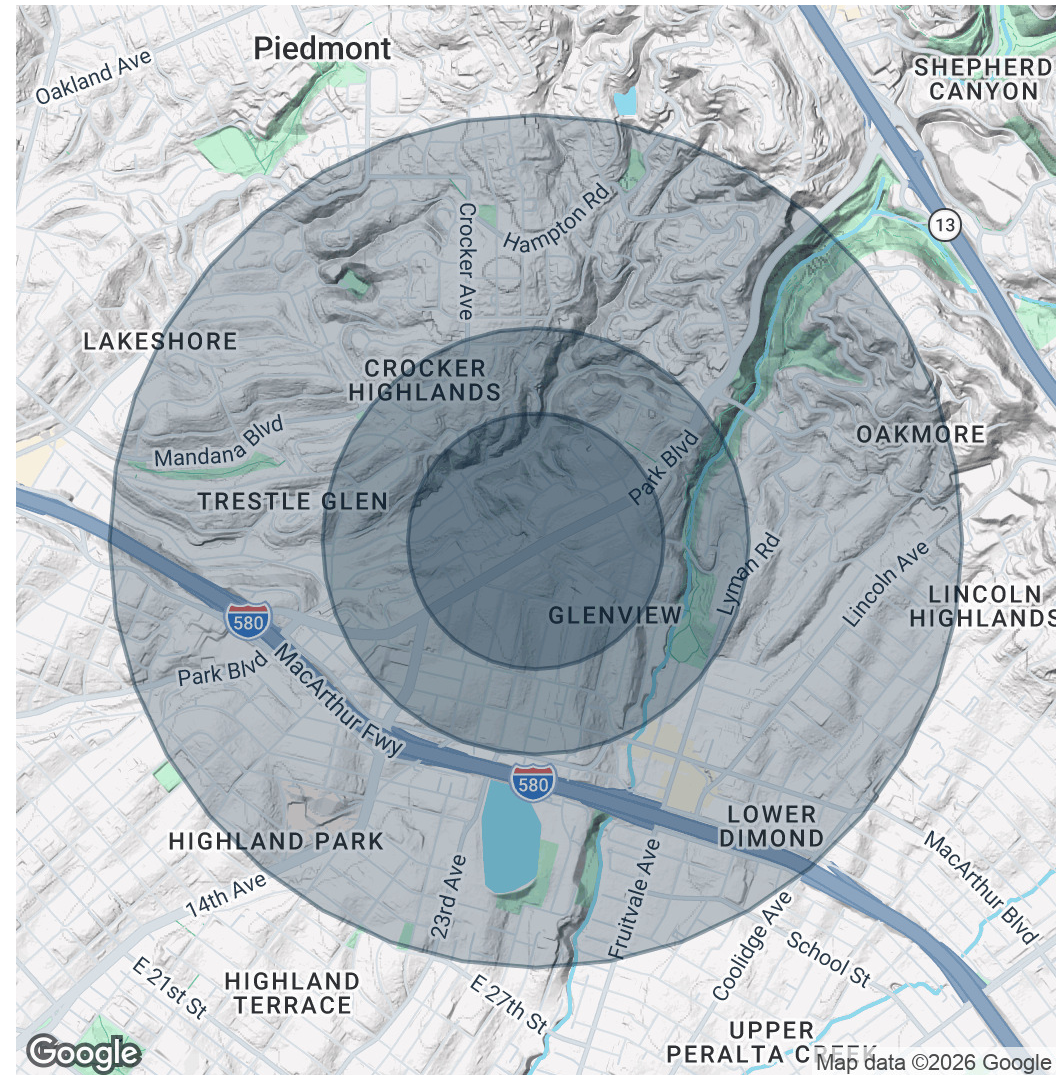 Piedmont
Oakland Ave
SHEPHERD
CANYON
Crocker Ave
Hampton Rd
13
400
LAKESHORE
CROCKER
HIGHLANDS
Mandana Blvd
Park Blvd
OAKMORE
TRESTLE GLEN
Lyman Rd
Lincoln Ave
GLENVIEW
LINCOLN
HIGHLANDS
580
Park Blvd
MacArthur Fwy
580
LOWER
DIMOND
HIGHLAND PARK
MacArthur Blvd
14th Ave
23rd Ave
Fruitvale Ave
Coolidge Ave
School St
E 21st St
HIGHLAND
TERRACE
E 27th St
UPPER
PERALTA CREEK
Google
Map data ©2026 Google